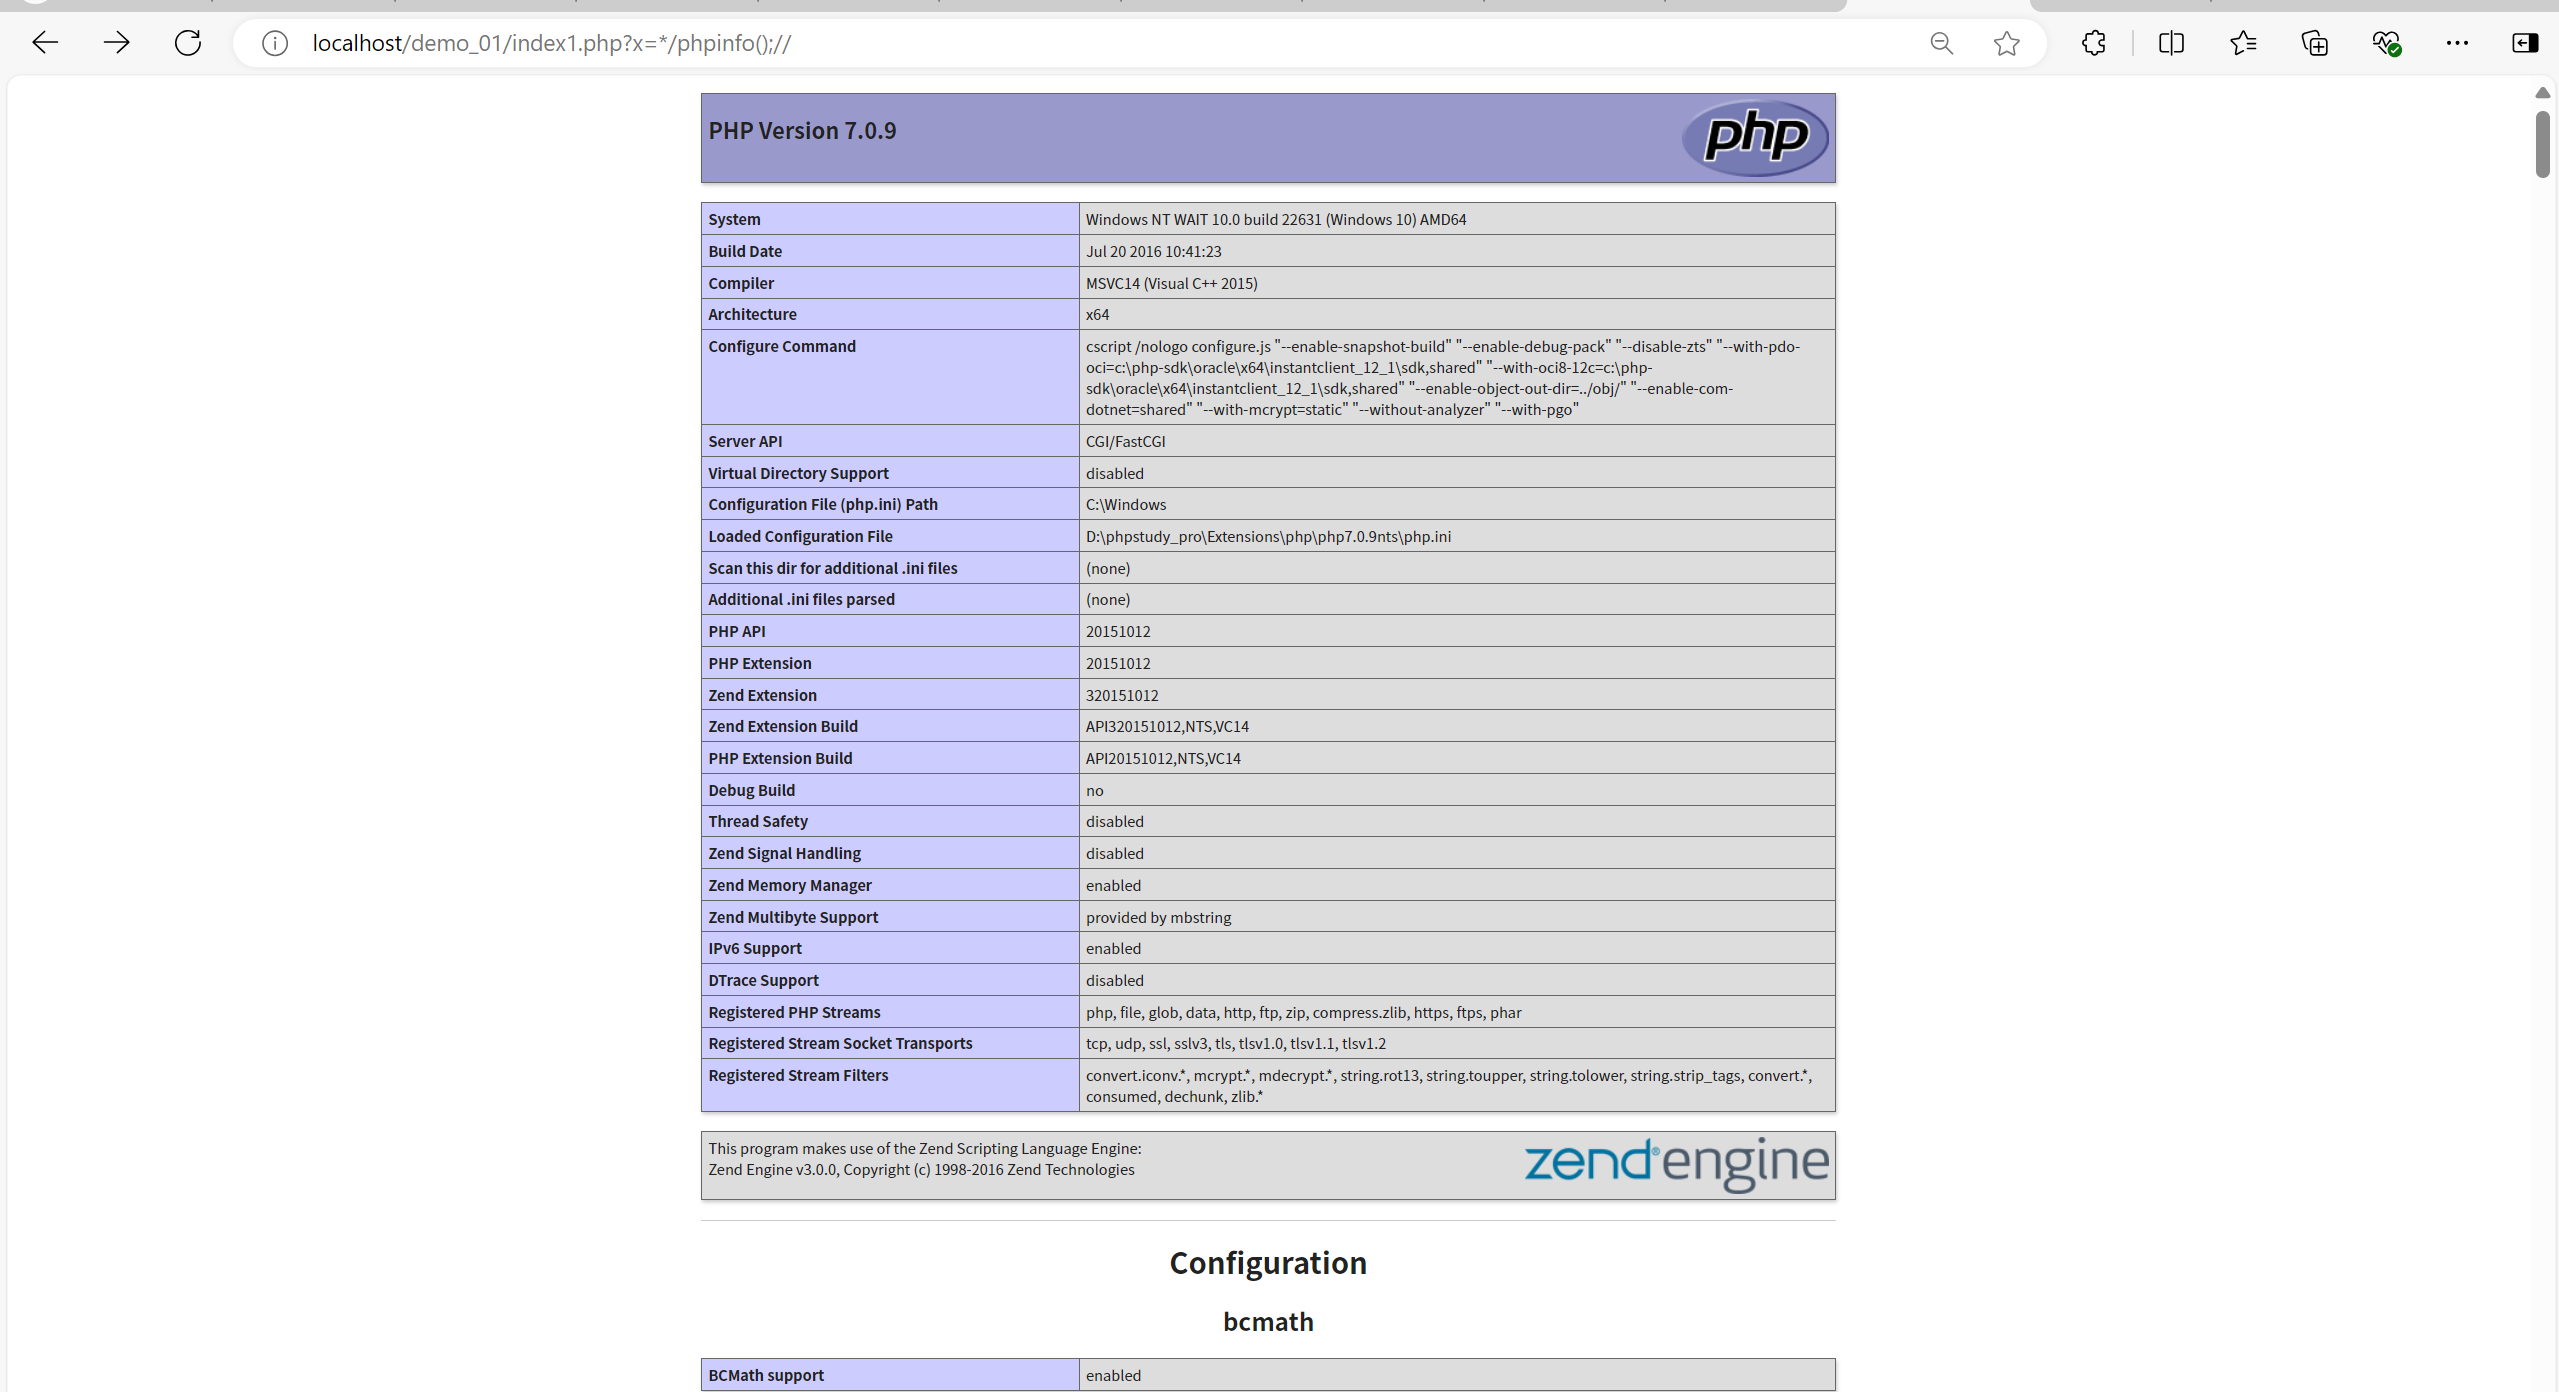 localhost/demo_01/index1.php?x=*/phpinfo();//
PHP Version 7.0.9
php
System Windows NT WAIT 10.0 build 22631 (Windows 10) AMD64
Build Date Jul 20 2016 10:41:23
Compiler MSVC14 (Visual C++ 2015)
Architecture x64
Configure Command cscript /nologo configure.js "--enable-snapshot-build" "--enable-debug-pack" "--disable-zts" "--with-pdo-
oci=c:\php-sdk\oracle\x64\instantclient_12_1\sdk,shared" "--with-oci8-12c=c:\php-
sdk\oracle\x64\instantclient_12_1\sdk,shared" "--enable-object-out-dir=../obj/" "--enable-com-
dotnet=shared" "--with-mcrypt=static" "--without-analyzer" "--with-pgo"
Server API CGI/FastCGI
Virtual Directory Support disabled
Configuration File (php.ini) Path C:\Windows
Loaded Configuration File D:\phpstudy_pro\Extensions\php\php7.0.9nts\php.ini
Scan this dir for additional .ini files (none)
Additional .ini files parsed (none)
PHP API 20151012
PHP Extension 20151012
Zend Extension 320151012
Zend Extension Build API320151012,NTS,VC14
PHP Extension Build API20151012,NTS,VC14
Debug Build no
Thread Safety disabled
Zend Signal Handling disabled
Zend Memory Manager enabled
Zend Multibyte Support provided by mbstring
IPv6 Support enabled
DTrace Support disabled
Registered PHP Streams php, file, glob, data, http, ftp, zip, compress.zlib, https, ftps, phar
Registered Stream Socket Transports tcp, udp, ssl, sslv3, tls, tlsv1.0, tlsv1.1, tlsv1.2
Registered Stream Filters convert.iconv.*, mcrypt.*, mdecrypt.*, string.rot13, string.toupper, string.tolower, string.strip_tags, convert.*,
consumed, dechunk, zlib.*
This program makes use of the Zend Scripting Language Engine:
Zend Engine v3.0.0, Copyright (c) 1998-2016 Zend Technologies
zend® engine
Configuration
bcmath
BCMath support enabled